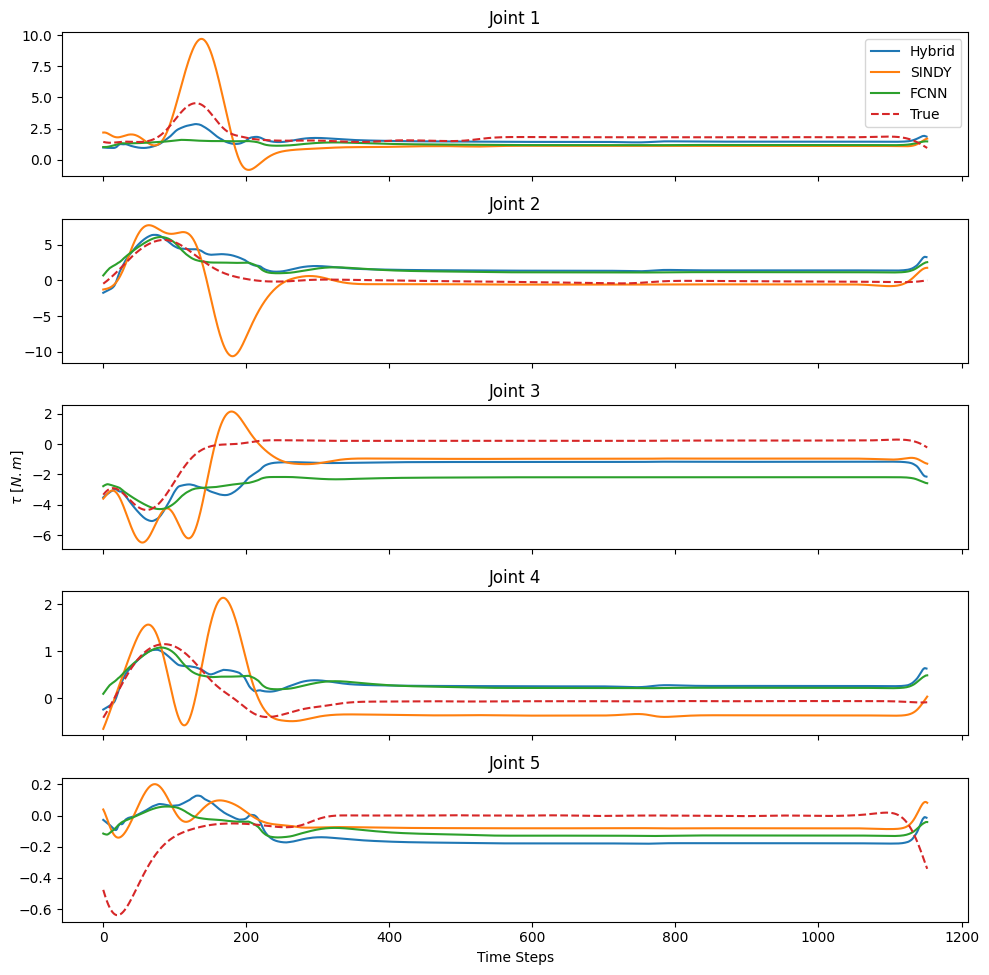 Joint 1
10.0
7.5
5.0
2.5
0.0
Hybrid
SINDY
FCNN
True
Joint 2
5
0
−5
−10
Joint 3
2
0
−2
−4
−6
τ [N.m]
Joint 4
2
1
0
Joint 5
0.2
0.0
−0.2
−0.4
−0.6
0 200 400 600 800 1000 1200
Time Steps